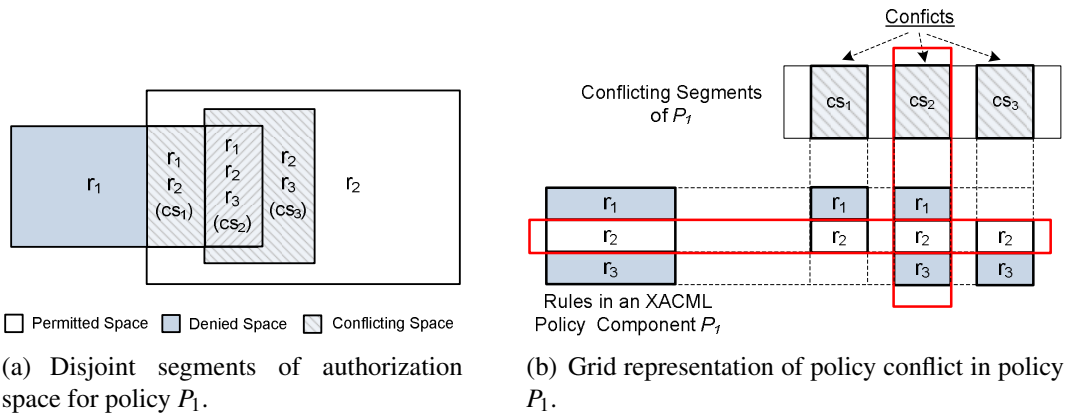 r1
r1
r2
(cs1)
r1
r2
r3
(cs2)
r2
r3
(cs3)
r2
Permitted Space
Denied Space
Conflicting Space
(a) Disjoint segments of authorization
space for policy P1.
Conficts
Conflicting Segments
of P1
cs1
cs2
cs3
r1
r1
r1
r2
r2
r2
r2
r3
r3
r3
Rules in an XACML
Policy Component P1
(b) Grid representation of policy conflict in policy
P1.